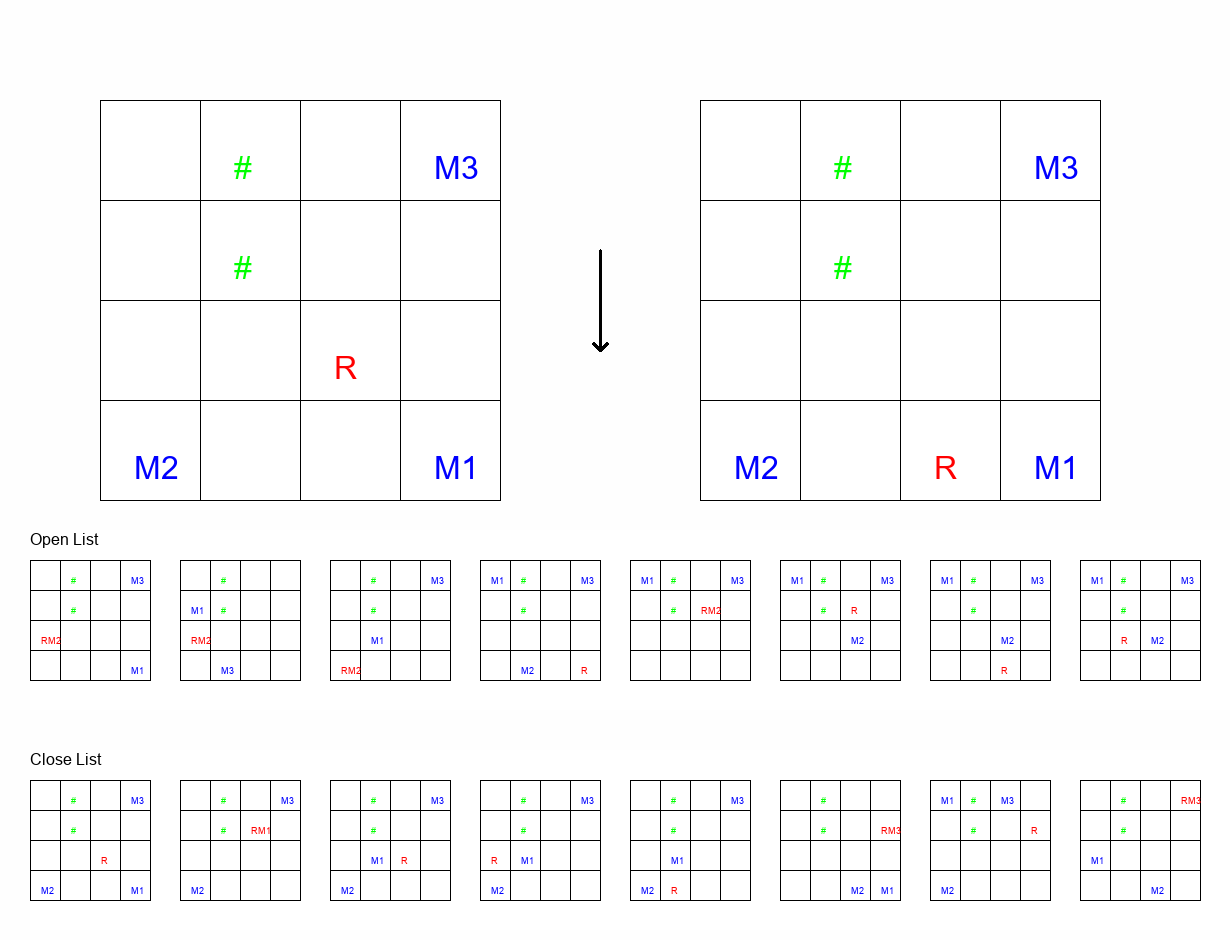 # M3 # M3
# #
R
M2 M1 M2 R M1
Open List
# M3 # # M3 M1 # M3 M1 # M3 M1 # M3 M1 # M3 M1 # M3
# M1 # # # # RM2 # R # #
RM2 RM2 M1 M2 M2 R M2
M1 M3 RM2 M2 R R
Close List
# M3 # M3 # M3 # M3 # M3 # M1 # M3 # RM3
# # RM1 # # # # RM3 # R #
R M1 R R M1 M1 M1
M2 M1 M2 M2 M2 M2 R M2 M1 M2 M2